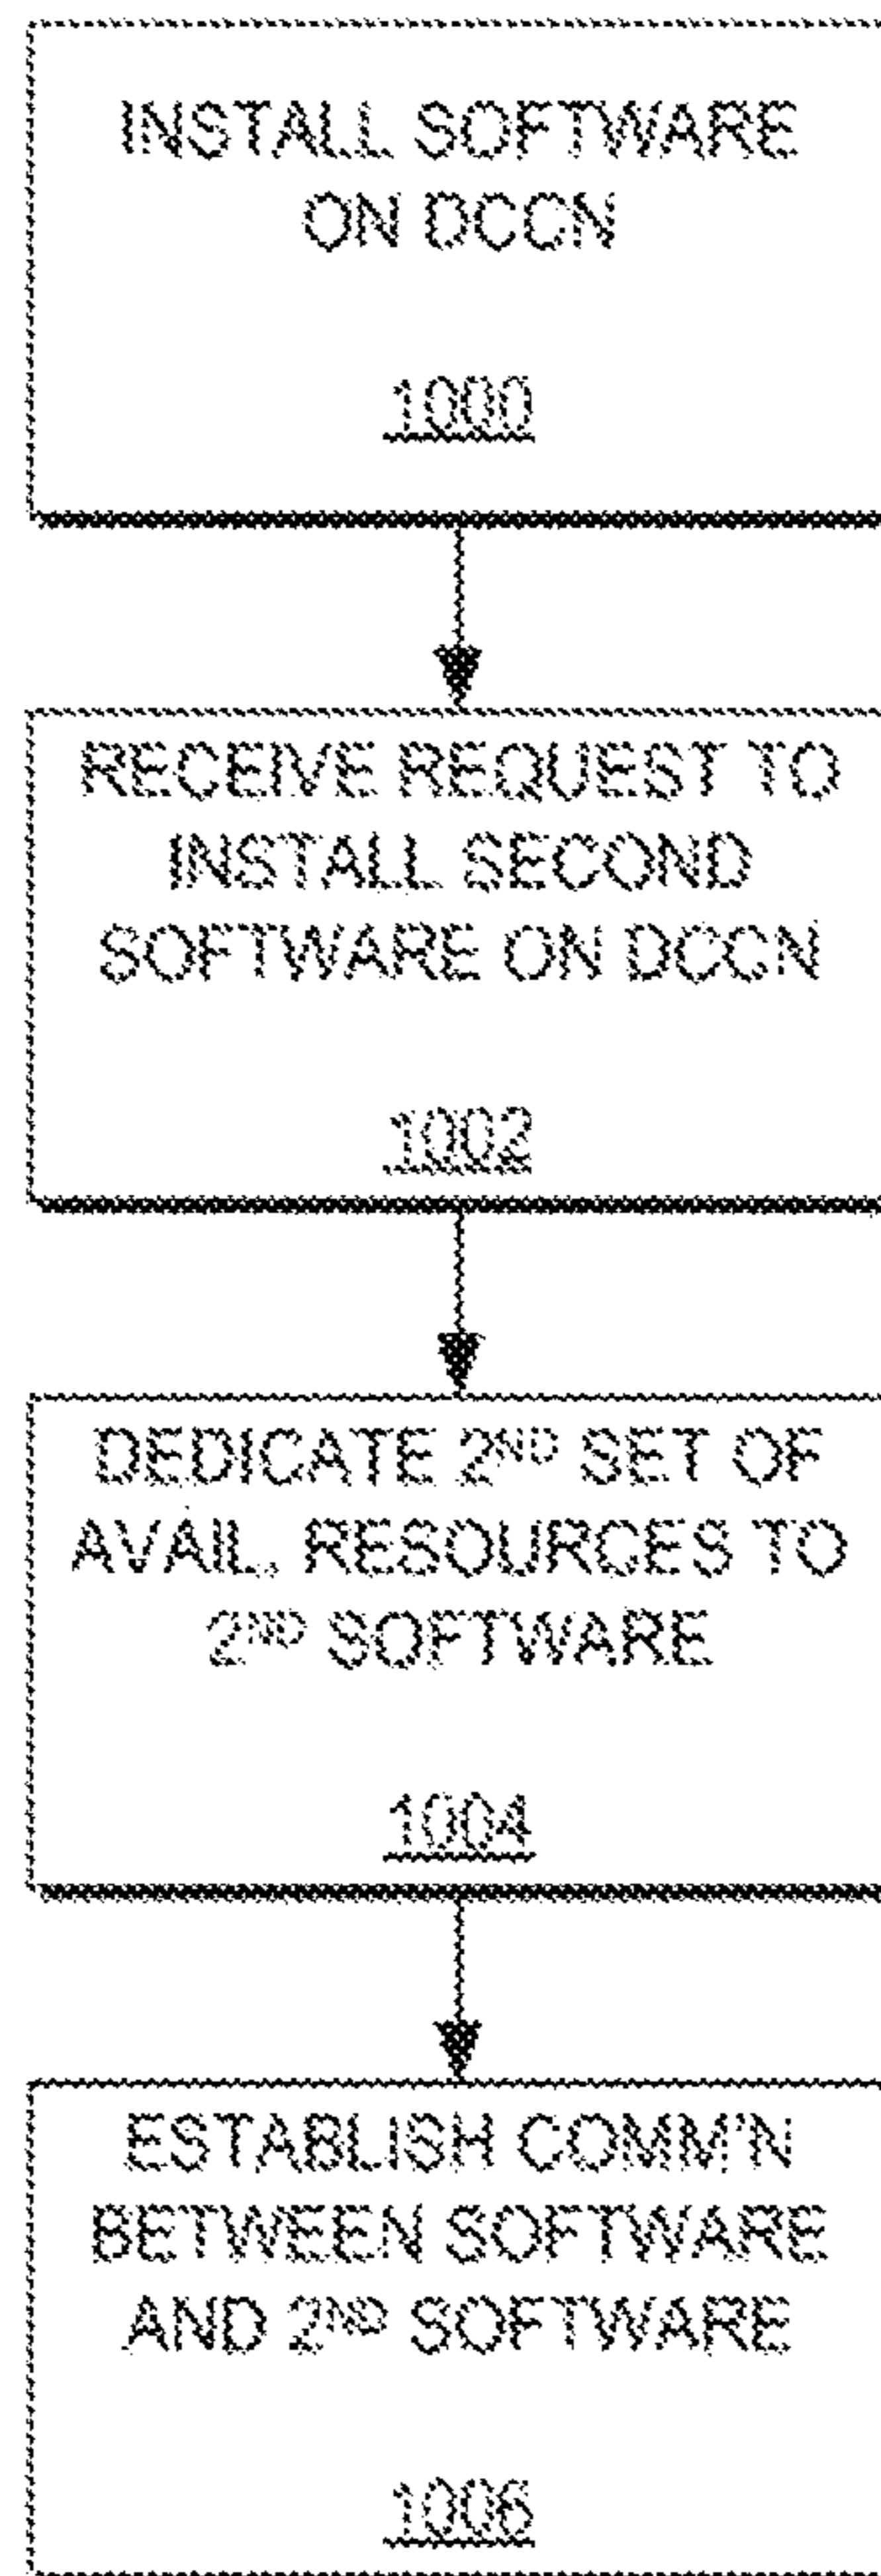 INSTALL SOFTWARE
ON DCCN
1000
RECEIVE REQUEST TO
INSTALL SECOND
SOFTWARE ON DCCN
1002
DEDICATE 2ND SET OF
AVAIL. RESOURCES TO
2ND SOFTWARE
1004
ESTABLISH COMM'N
BETWEEN SOFTWARE
AND 2ND SOFTWARE
1006